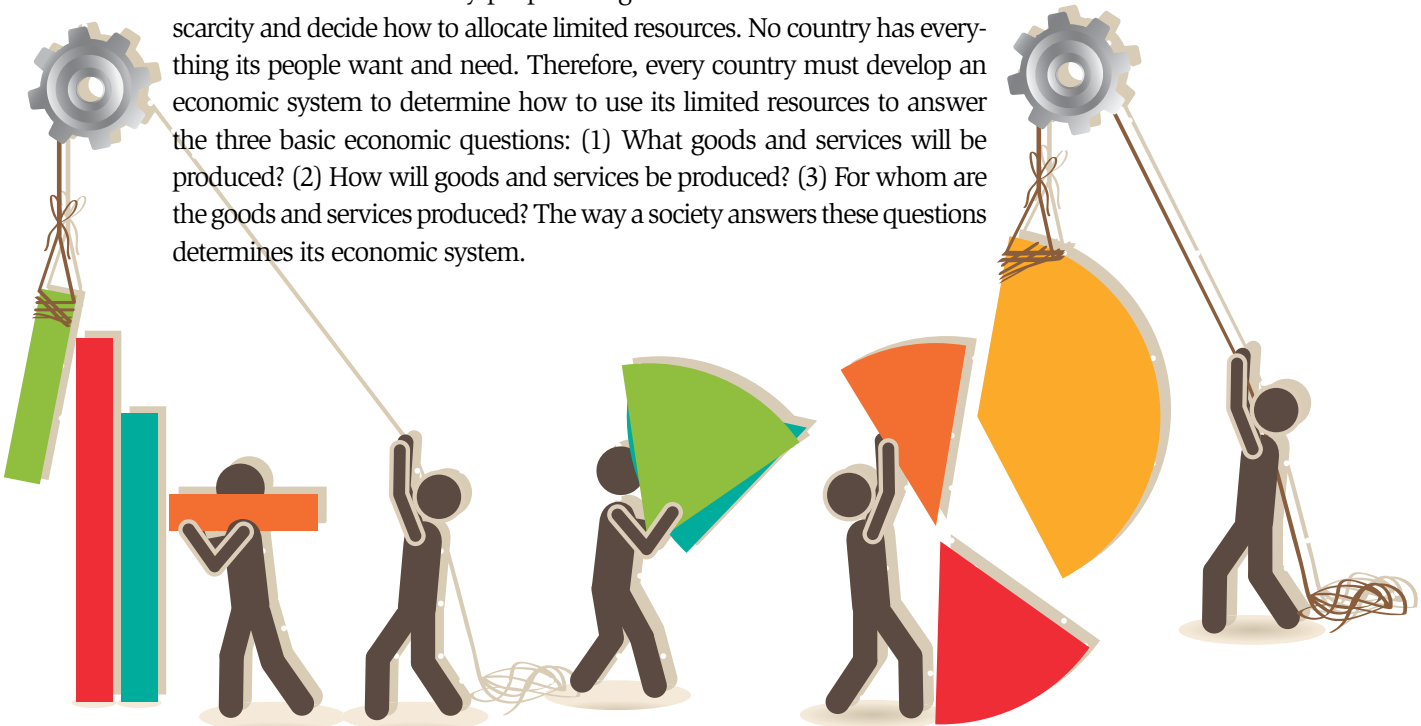 scarcity and decide how to allocate limited resources. No country has every-
thing its people want and need. Therefore, every country must develop an
economic system to determine how to use its limited resources to answer
the three basic economic questions: (1) What goods and services will be
produced? (2) How will goods and services be produced? (3) For whom are
the goods and services produced? The way a society answers these questions
determines its economic system.